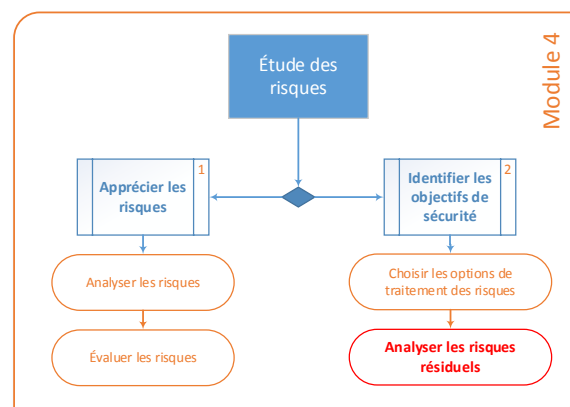 Module 4
Étude des
risques
1
Apprécier les
risques
2
Identifier les
objectifs de
sécurité
Analyser les risques
Choisir les options de
traitement des risques
Évaluer les risques
Analyser les risques
résiduels